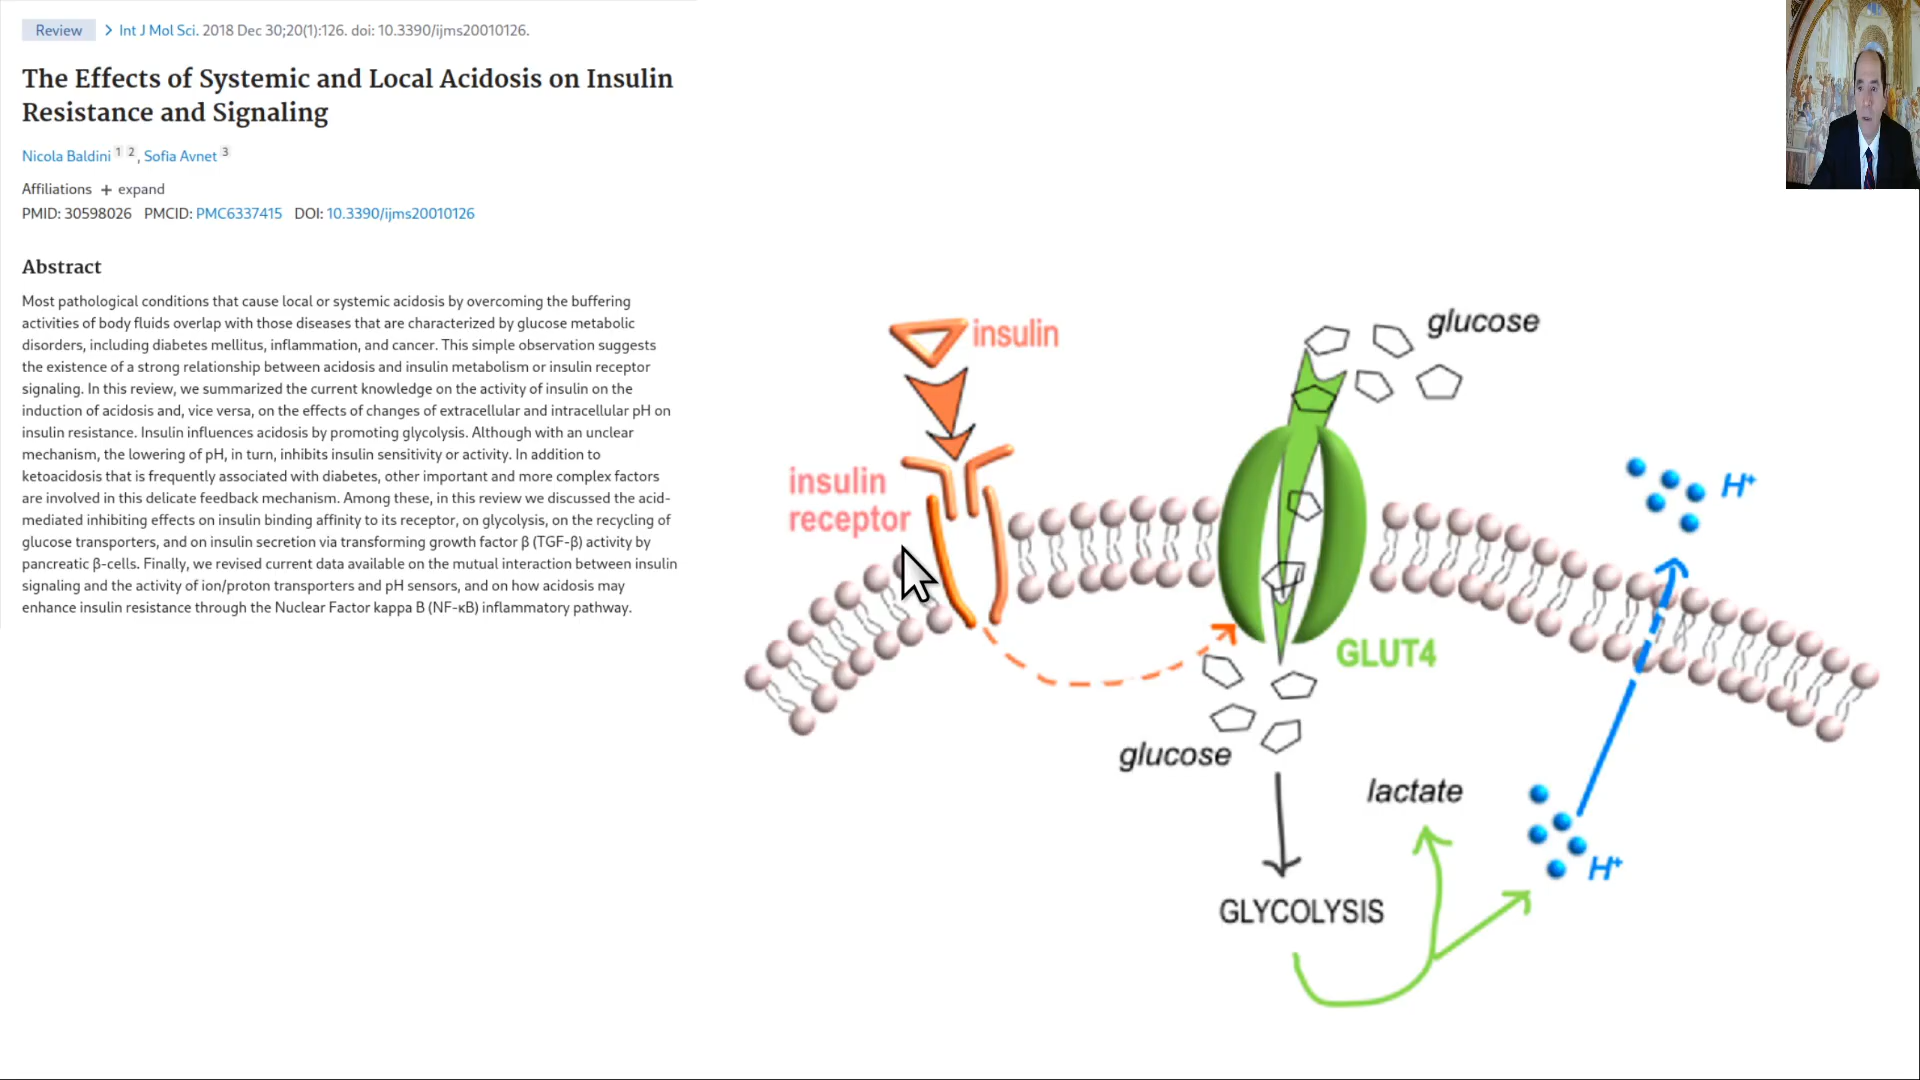 Review > Int J Mol Sci. 2018 Dec 30;20(1):126. doi: 10.3390/ijms20010126.
The Effects of Systemic and Local Acidosis on Insulin
Resistance and Signaling
Nicola Baldini 1 2, Sofia Avnet 3
Affiliations + expand
PMID: 30598026 PMCID: PMC6337415 DOI: 10.3390/ijms20010126
Abstract
Most pathological conditions that cause local or systemic acidosis by overcoming the buffering
activities of body fluids overlap with those diseases that are characterized by glucose metabolic
disorders, including diabetes mellitus, inflammation, and cancer. This simple observation suggests
the existence of a strong relationship between acidosis and insulin metabolism or insulin receptor
signaling. In this review, we summarized the current knowledge on the activity of insulin on the
induction of acidosis and, vice versa, on the effects of changes of extracellular and intracellular pH on
insulin resistance. Insulin influences acidosis by promoting glycolysis. Although with an unclear
mechanism, the lowering of pH, in turn, inhibits insulin sensitivity or activity. In addition to
ketoacidosis that is frequently associated with diabetes, other important and more complex factors
are involved in this delicate feedback mechanism. Among these, in this review we discussed the acid-
mediated inhibiting effects on insulin binding affinity to its receptor, on glycolysis, on the recycling of
glucose transporters, and on insulin secretion via transforming growth factor β (TGF-β) activity by
pancreatic β-cells. Finally, we revised current data available on the mutual interaction between insulin
signaling and the activity of ion/proton transporters and pH sensors, and on how acidosis may
enhance insulin resistance through the Nuclear Factor kappa B (NF-κB) inflammatory pathway.
insulin
glucose
insulin
receptor
H+
GLUT4
glucose
lactate
H+
GLYCOLYSIS